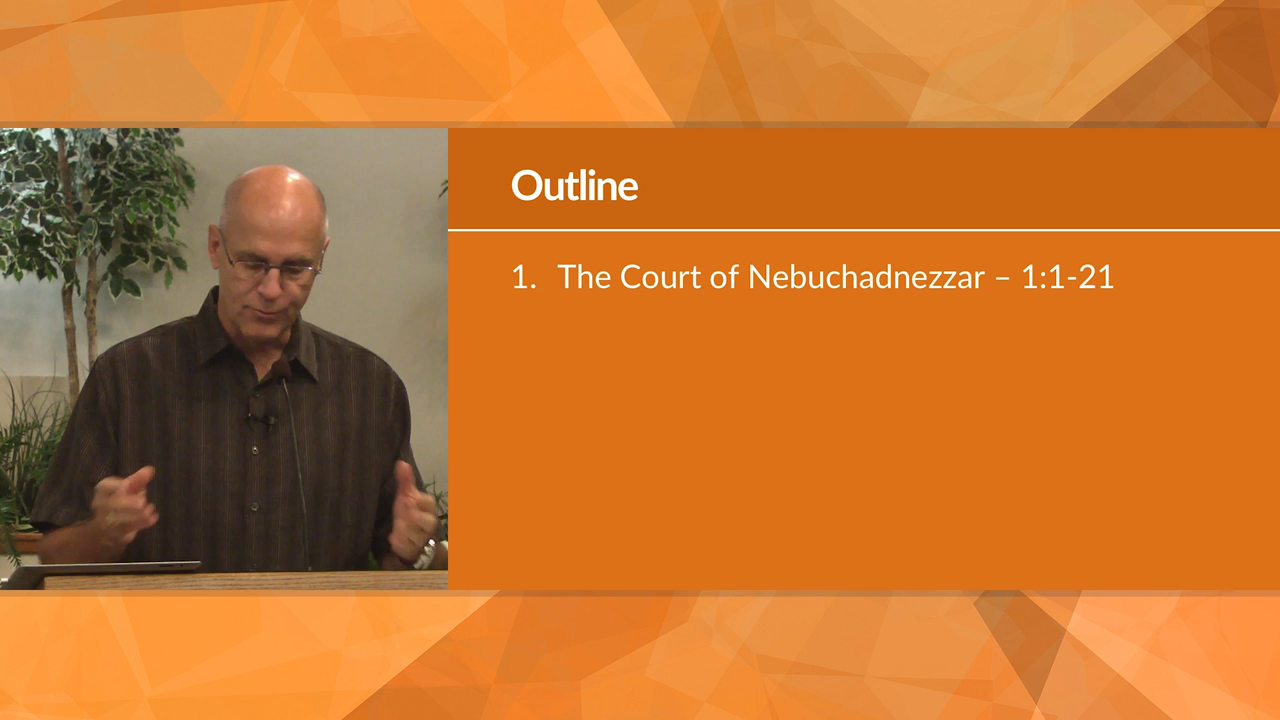 Outline
1. The Court of Nebuchadnezzar – 1:1-21